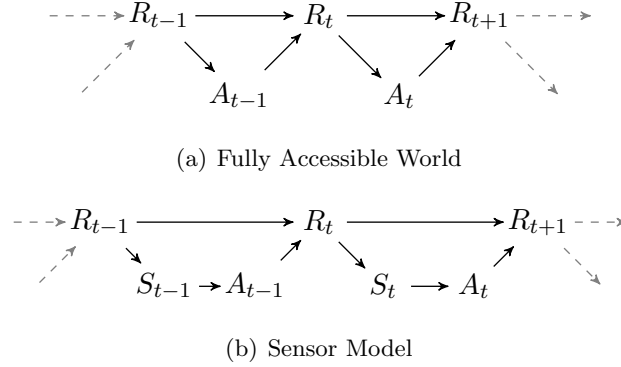 R_{t−1} R_t R_{t+1}
A_{t−1} A_t
(a) Fully Accessible World
R_{t−1} R_t R_{t+1}
S_{t−1} A_{t−1} S_t A_t
(b) Sensor Model